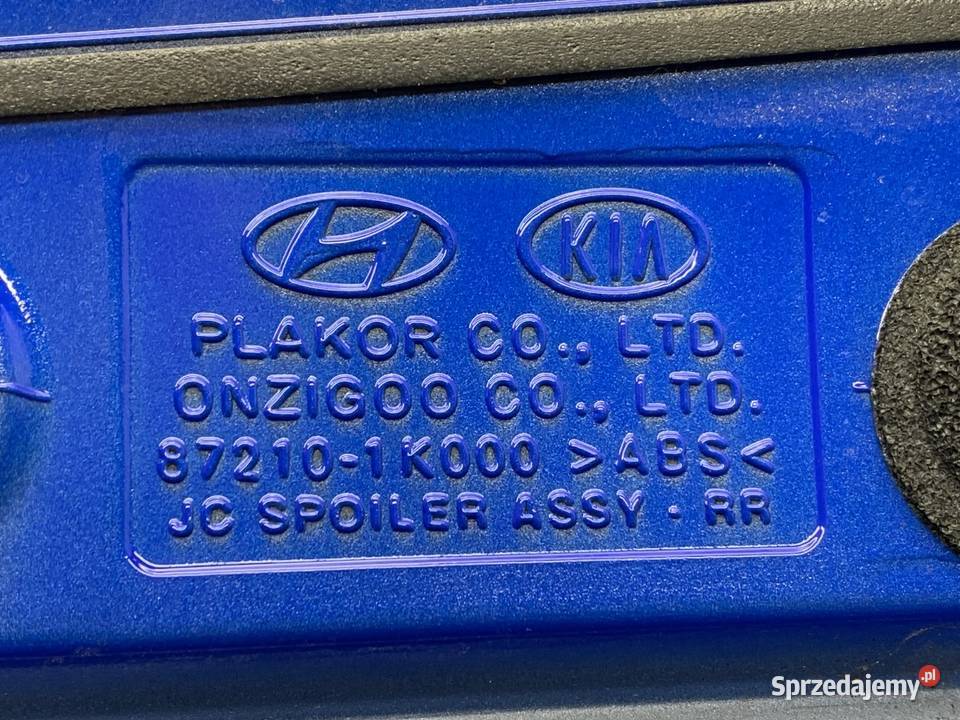 KIA
PLAKOR CO., LTD.
ONZIGOO CO., LTD.
87210-1K000 >ABS<
JC SPOILER ASSY · RR
Sprzedajemy.pl